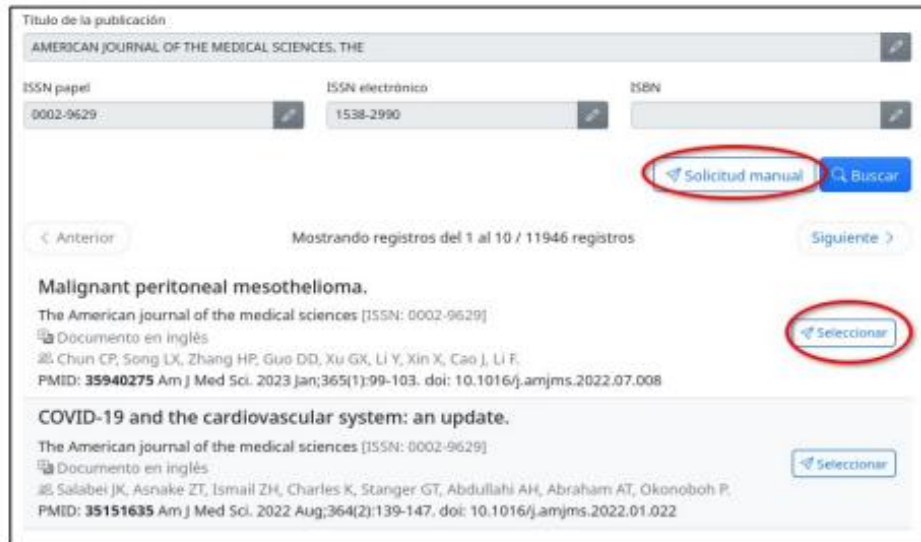 Título de la publicación
AMERICAN JOURNAL OF THE MEDICAL SCIENCES, THE
ISSN papel ISSN electrónico ISBN
0002-9629 1538-2990
Solicitud manual Buscar
< Anterior Mostrando registros del 1 al 10 / 11946 registros Siguiente >
Malignant peritoneal mesothelioma.
The American journal of the medical sciences [ISSN: 0002-9629]
Documento en inglés
Seleccionar
Chun CP, Song LX, Zhang HP, Guo DD, Xu GX, Li Y, Xin X, Cao J, Li F.
PMID: 35940275 Am J Med Sci. 2023 Jan;365(1):99-103. doi: 10.1016/j.amjms.2022.07.008
COVID-19 and the cardiovascular system: an update.
The American journal of the medical sciences [ISSN: 0002-9629]
Documento en inglés
Seleccionar
Salabei JK, Asnake ZT, Ismail ZH, Charles K, Stanger GT, Abdullahi AH, Abraham AT, Okonoboh P.
PMID: 35151635 Am J Med Sci. 2022 Aug;364(2):139-147. doi: 10.1016/j.amjms.2022.01.022